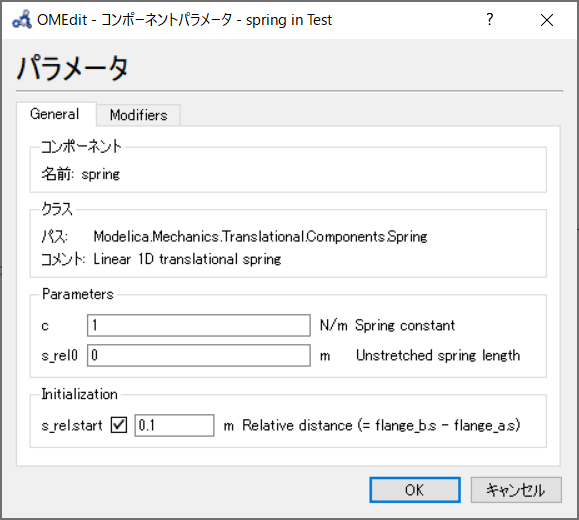 OMEdit - コンポーネントパラメータ - spring in Test
パラメータ
General Modifiers
コンポーネント
名前: spring
クラス
パス: Modelica.Mechanics.Translational.Components.Spring
コメント: Linear 1D translational spring
Parameters
c 1 N/m Spring constant
s_rel0 0 m Unstretched spring length
Initialization
s_rel.start 0.1 m Relative distance (= flange_b.s - flange_a.s)
OK キャンセル